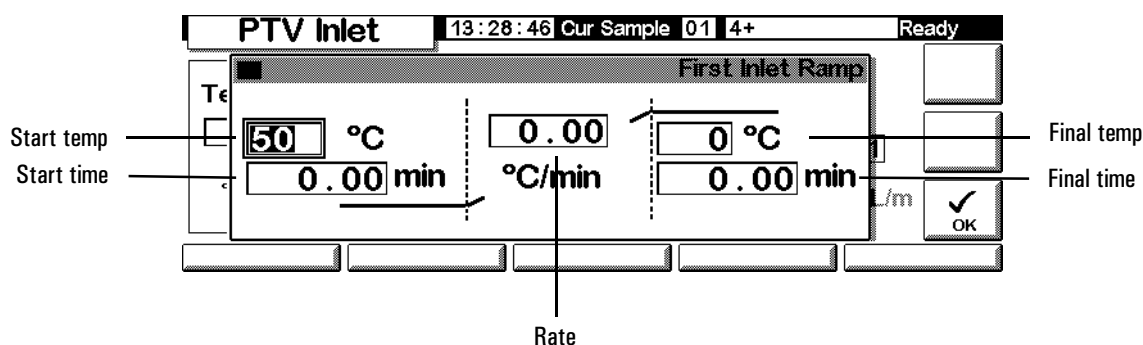 PTV Inlet 13:28:46 Cur Sample 01 4+ Ready
First Inlet Ramp
Te
Start temp 50 °C 0.00 0 °C Final temp
Start time 0.00 min °C/min 0.00 min Final time
L/m
OK
Rate